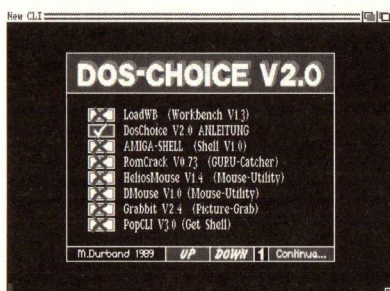 New CLI
DOS-CHOICE V2.0
LoadWB (Workbench V1.3)
DosChoice V2.0 ANLEITUNG
AMIGA-SHELL (Shell V1.0)
RomCrack V0.73 (GURU-Catcher)
HeliosMouse V1.4 (Mouse-Utility)
DMouse V1.0 (Mouse-Utility)
Grabbit V2.4 (Picture-Grab)
PopCLI V3.0 (Get Shell)
M.Durband 1989 UP DOWN 1 Continue...